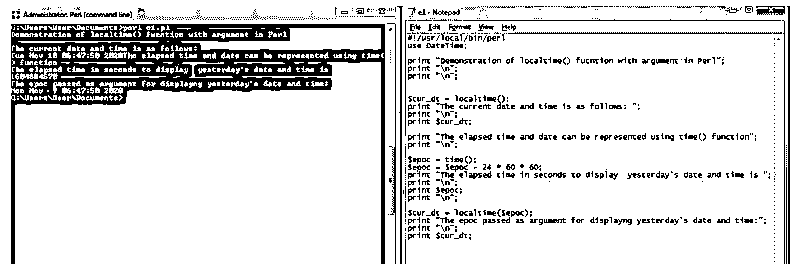 Administrator: Perl (command line)
C:\Users\User\Documents>perl e1.pl
Demonstration of localtime() function with argument in Perl
The current date and time is as follows:
Tue Nov 10 06:47:50 2020The elapsed time and date can be represented using time(
) function
The elapsed time in seconds to display  yesterday's date and time is
The epoc passed as argument for displayng yesterday's date and time:
Mon Nov  9 06:47:50 2020
C:\Users\User\Documents>
e1 - Notepad
File Edit Format View Help
#!/usr/local/bin/perl
use DateTime;
print "Demonstration of localtime() function with argument in Perl";
print "\n";
print "\n";
$cur_dt = localtime();
print "The current date and time is as follows: ";
print "\n";
print $cur_dt;
print "The elapsed time and date can be represented using time() function";
print "\n";
$epoc = time();
$epoc = $epoc - 24 * 60 * 60;
print "The elapsed time in seconds to display  yesterday's date and time is ";
print "\n";
print $epoc;
print "\n";
$cur_dt = localtime($epoc);
print "The epoc passed as argument for displayng yesterday's date and time:";
print "\n";
print $cur_dt;